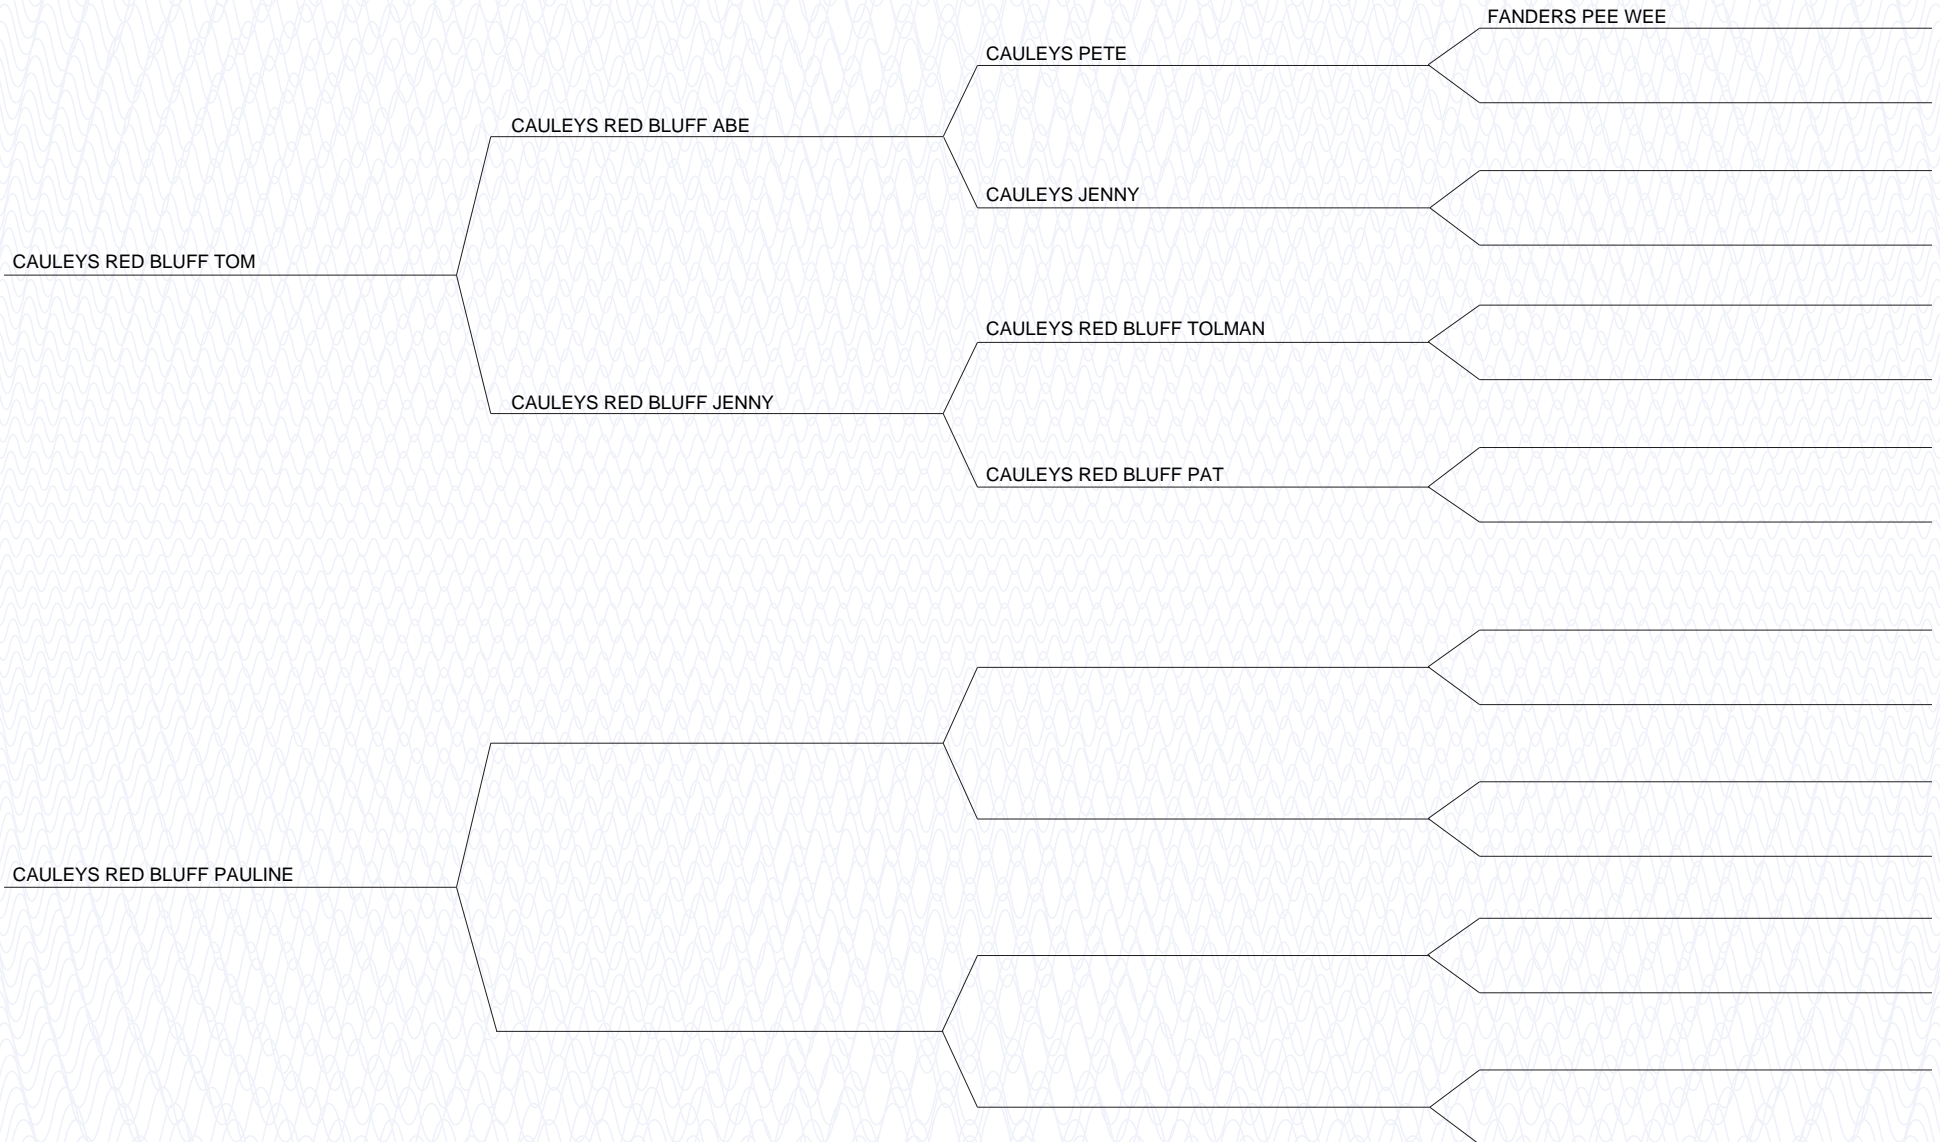 FANDERS PEE WEE
CAULEYS PETE
CAULEYS RED BLUFF ABE
CAULEYS JENNY
CAULEYS RED BLUFF TOM
CAULEYS RED BLUFF TOLMAN
CAULEYS RED BLUFF JENNY
CAULEYS RED BLUFF PAT
CAULEYS RED BLUFF PAULINE